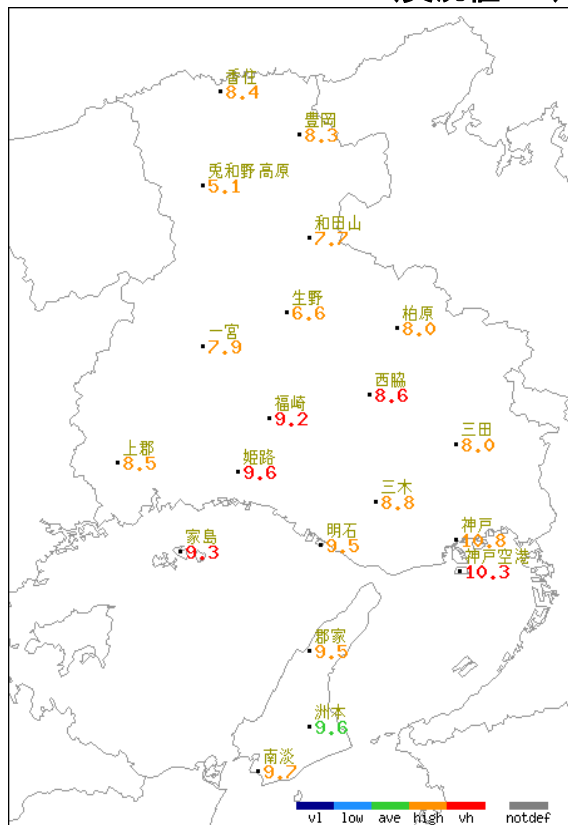 香住
8.4
豊岡
8.3
兎和野高原
5.1
和田山
7.7
生野
6.6
柏原
8.0
一宮
7.9
西脇
8.6
福崎
9.2
三田
8.0
上郡
8.5
姫路
9.6
三木
8.8
神戸
10.8
明石
9.5
家島
9.3
神戸空港
10.3
郡家
9.5
洲本
9.6
南淡
9.7
vl low ave high vh notdef